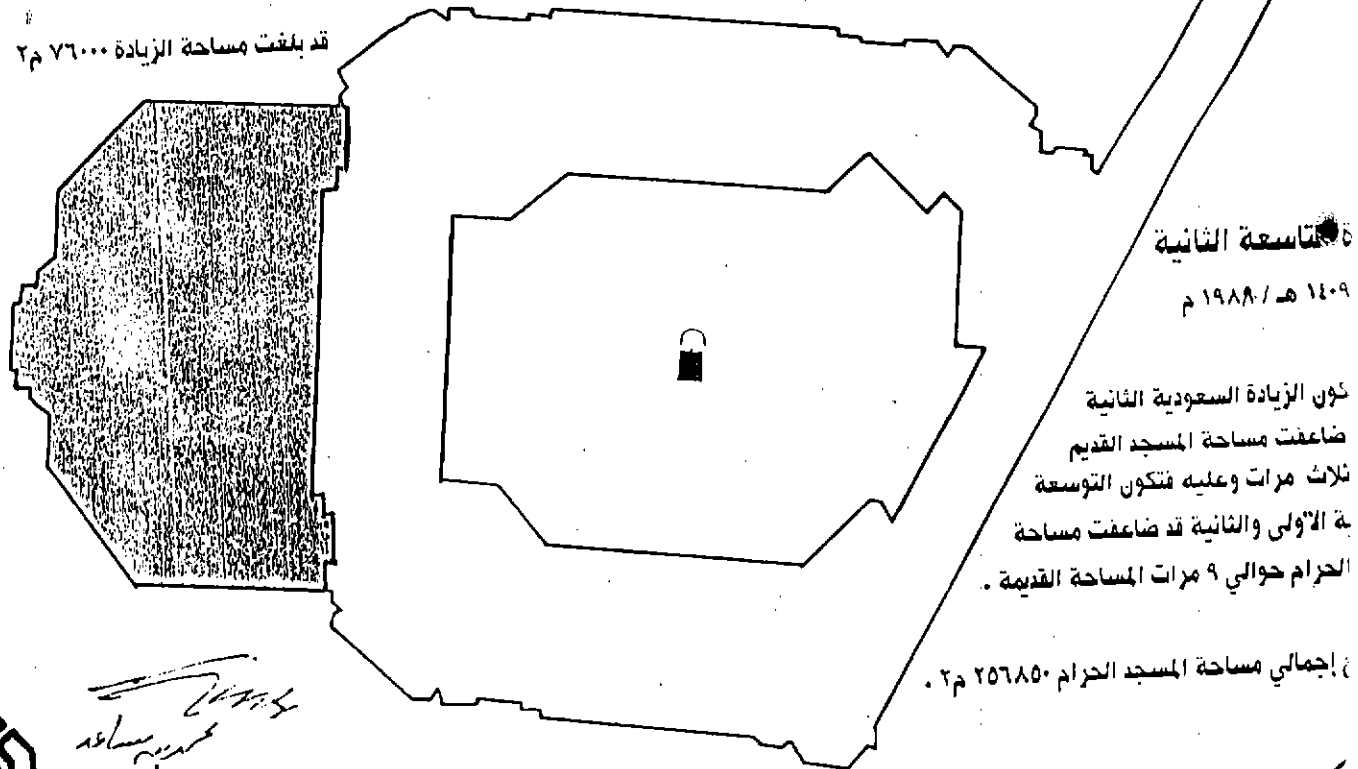 قد بلغت مساحة الزيادة ٧٦٠٠٠ م٢
التاسعة الثانية
١٤٠٩ هـ / ١٩٨٨ م
كون الزيادة السعودية الثانية
ضاعفت مساحة المسجد القديم
ثلاث مرات وعليه فتكون التوسعة
ية الأولى والثانية قد ضاعفت مساحة
الحرام حوالي ٩ مرات المساحة القديمة .
إجمالي مساحة المسجد الحرام ٢٥٦٨٥٠ م٢ .
مساعد